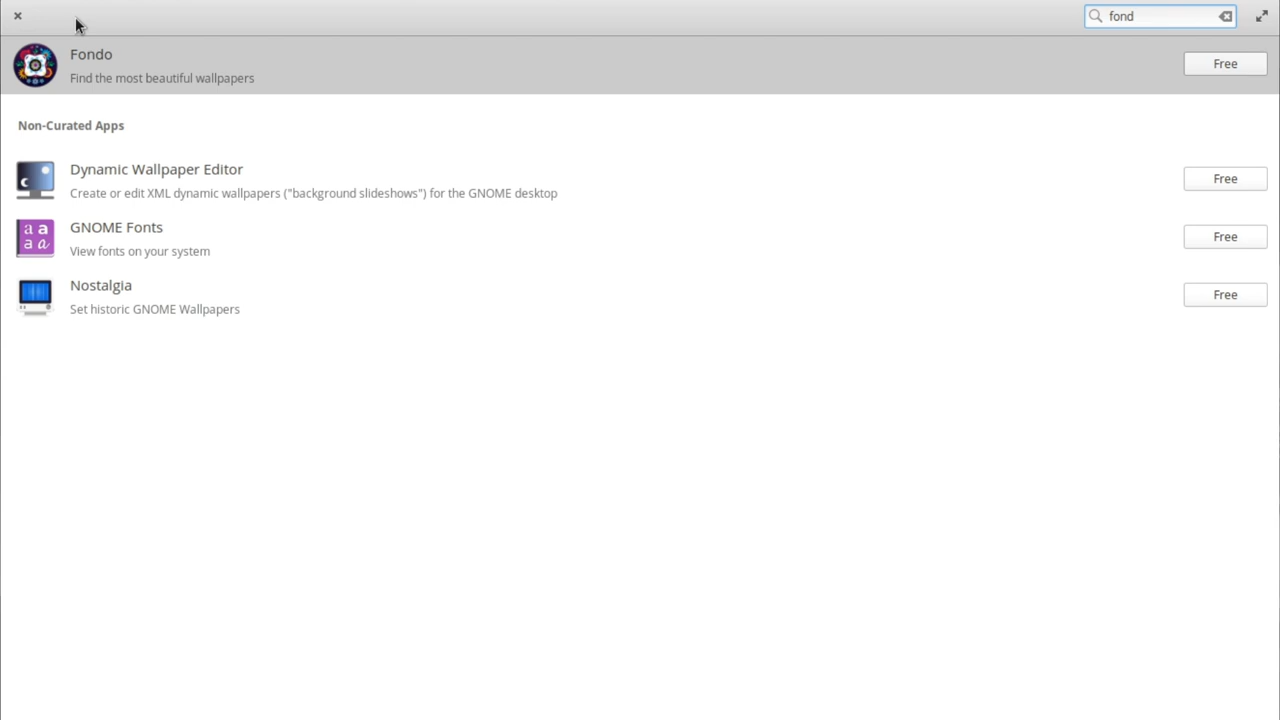 fond
Fondo
Find the most beautiful wallpapers
Free
Non-Curated Apps
Dynamic Wallpaper Editor
Create or edit XML dynamic wallpapers ("background slideshows") for the GNOME desktop
Free
GNOME Fonts
View fonts on your system
Free
Nostalgia
Set historic GNOME Wallpapers
Free